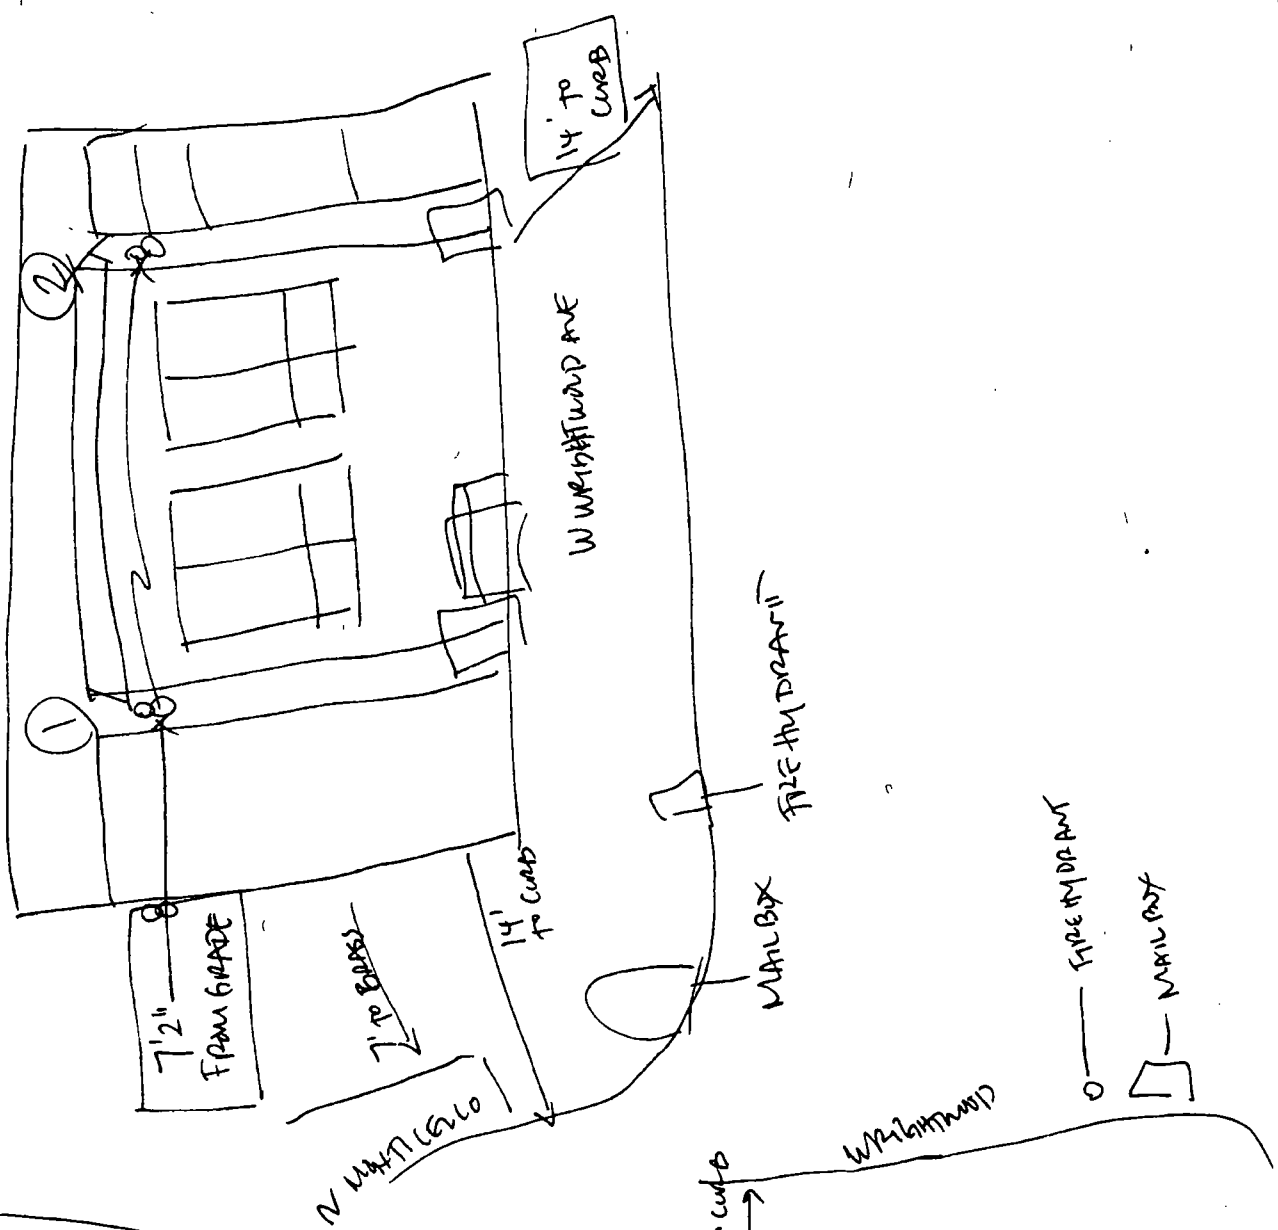 2
14' TO
CURB
W WRIGHTWOOD AVE
1
7'2"
FROM GRADE
7' TO BRASS
14'
TO CURB
N MONTICELLO
MAILBOX
FIRE HYDRANT
FIRE HYDRANT
MAILBOX
WRIGHTWOOD
CURB